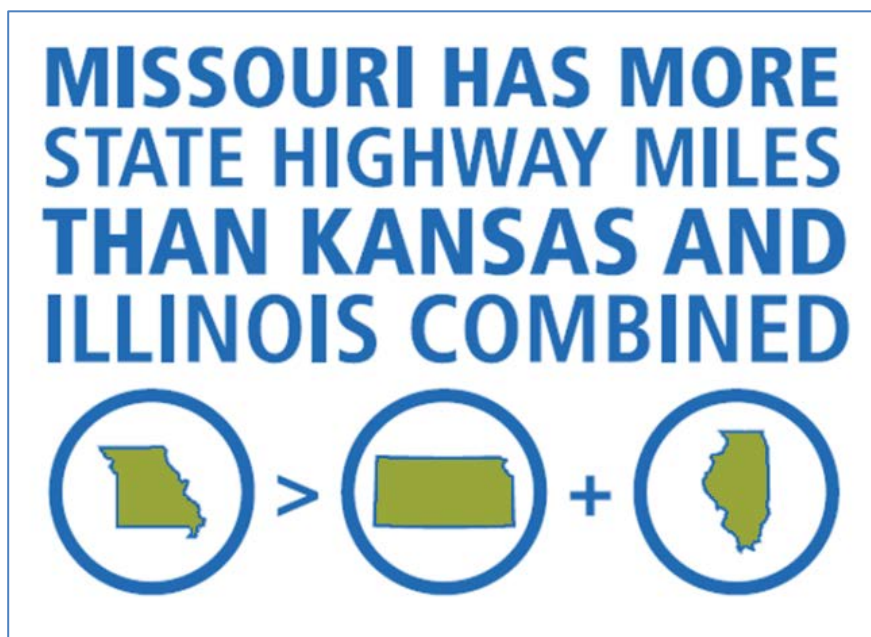 MISSOURI HAS MORE
STATE HIGHWAY MILES
THAN KANSAS AND
ILLINOIS COMBINED
> +